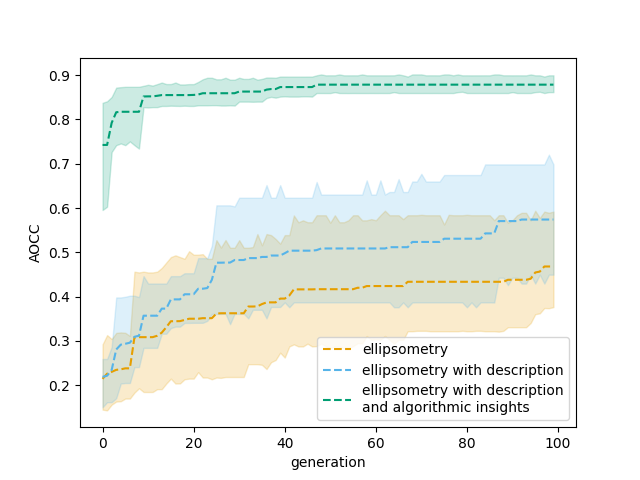 0.9
0.8
0.7
0.6
0.5
0.4
0.3
0.2
AOCC
0 20 40 60 80 100
generation
ellipsometry
ellipsometry with description
ellipsometry with description
and algorithmic insights